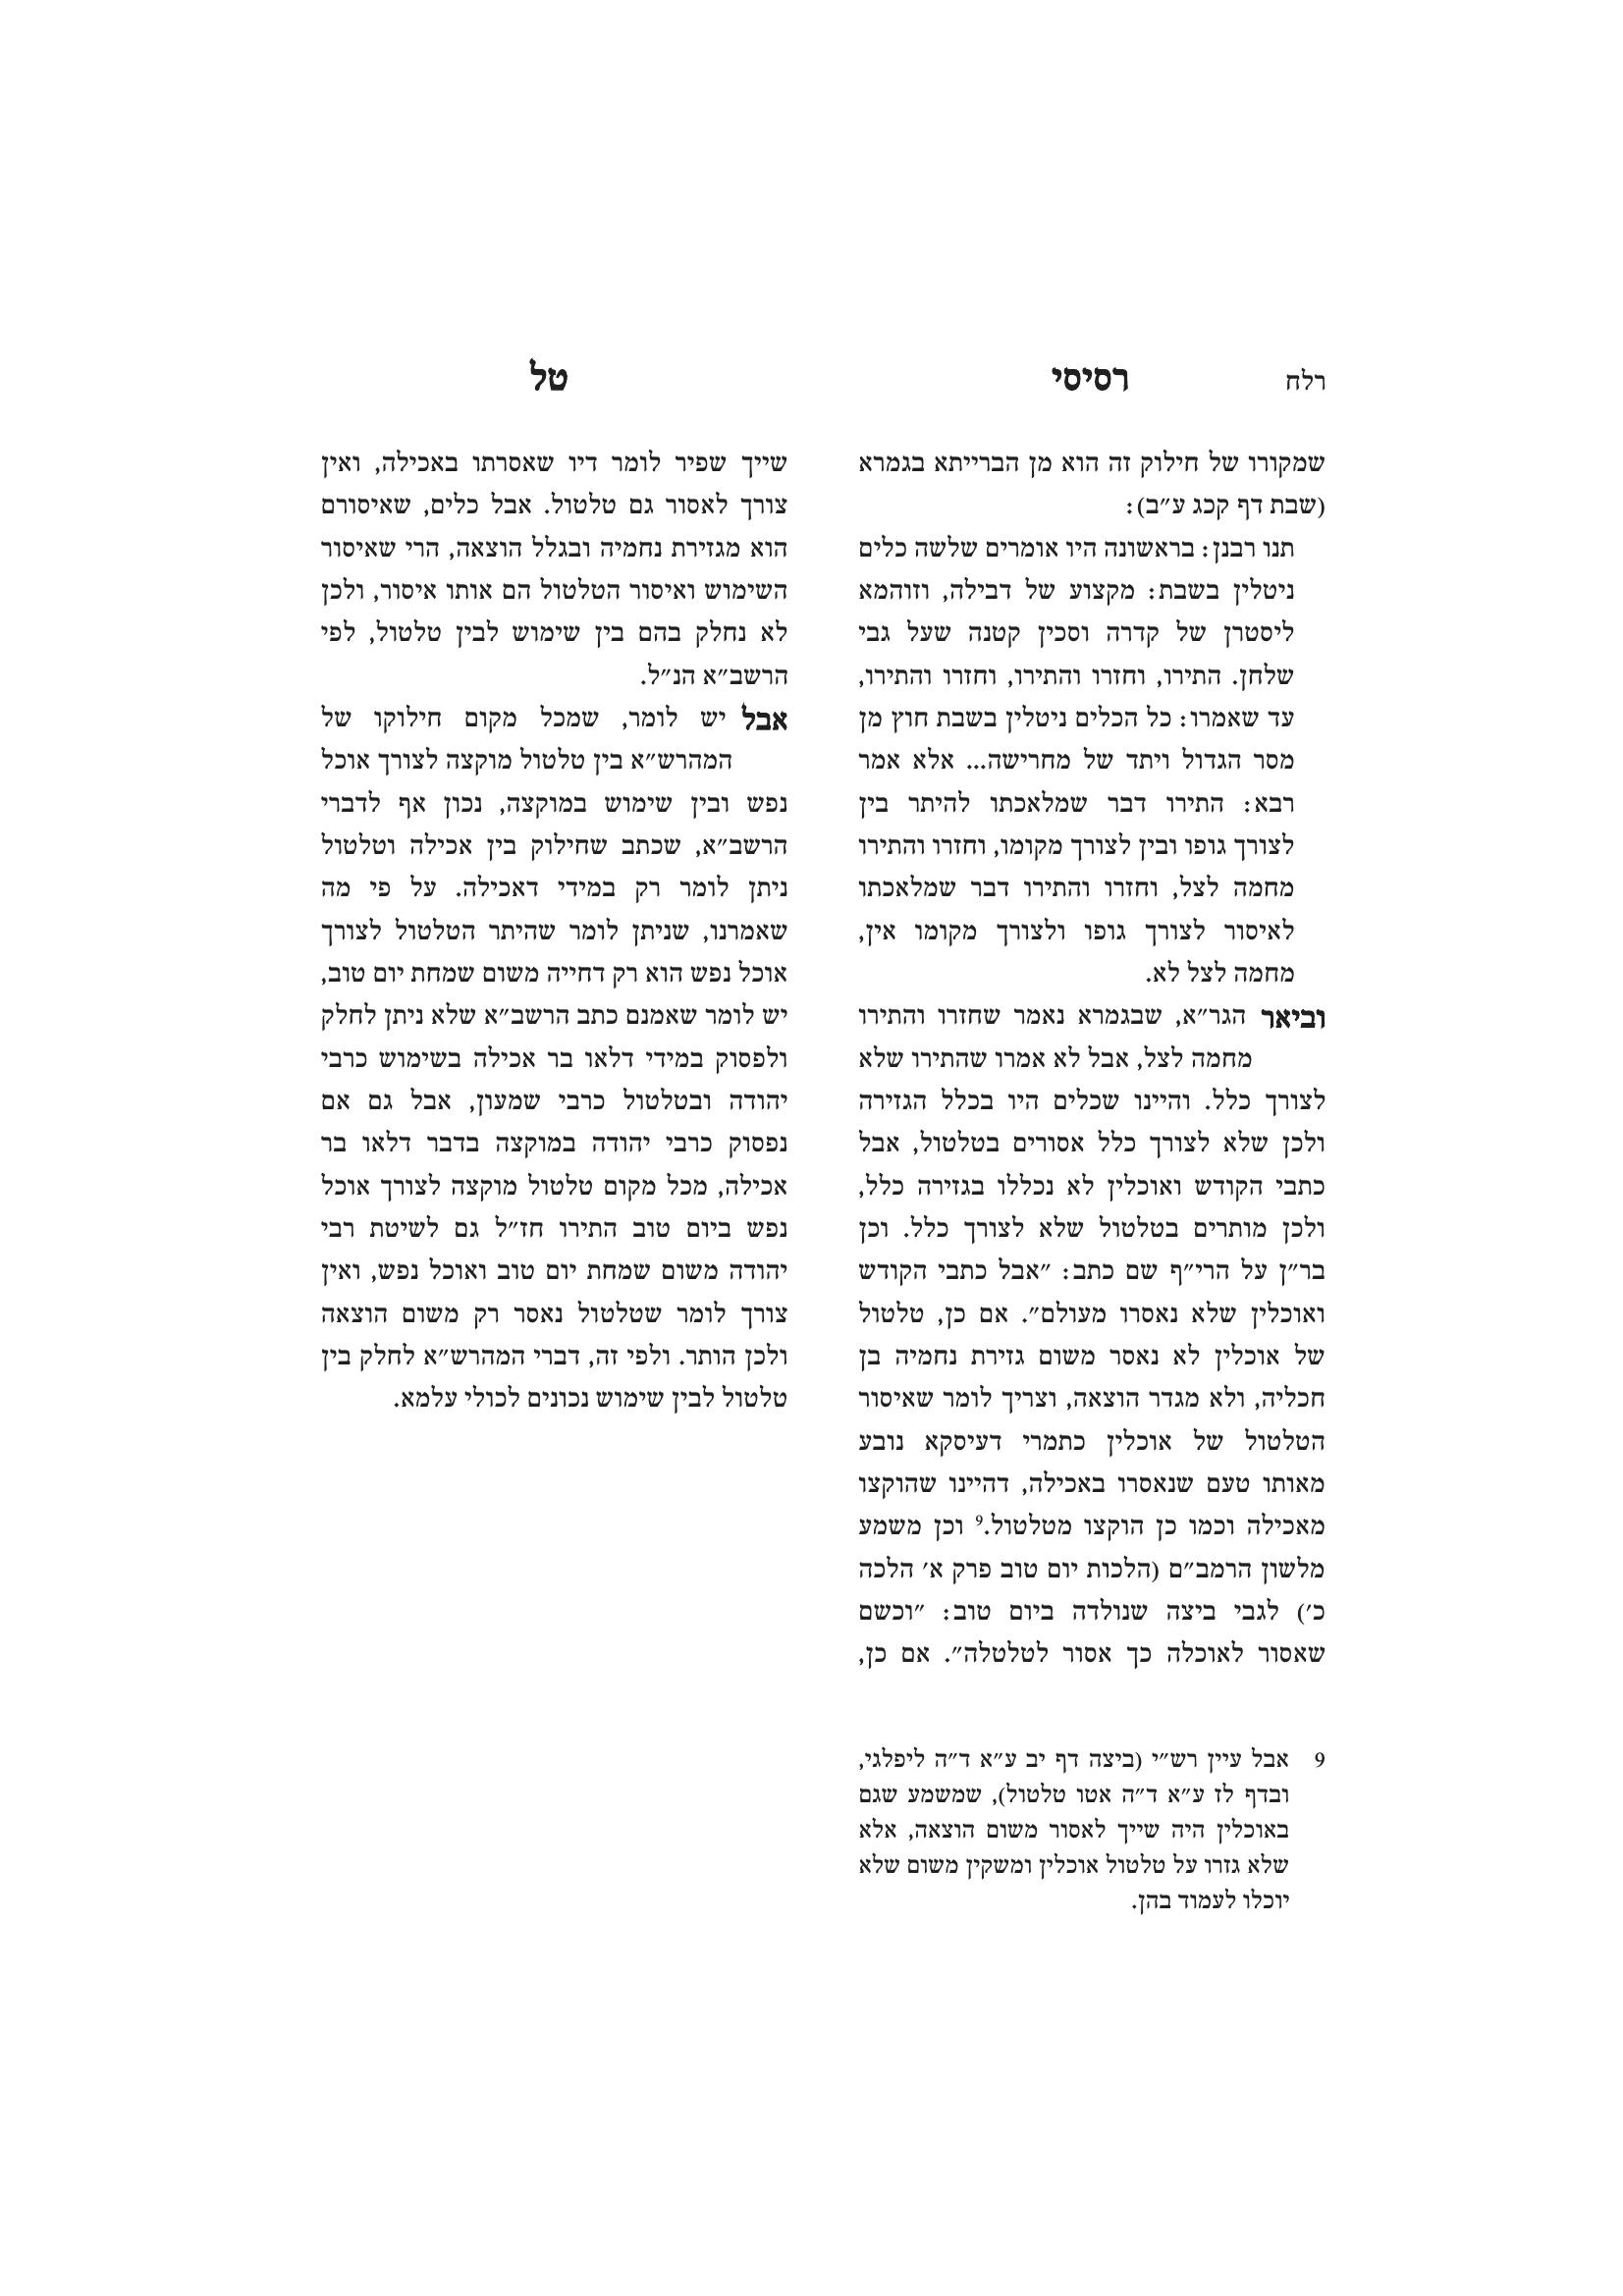 רלח רסיסי טל
שמקורו של חילוק זה הוא מן הברייתא בגמרא
(שבת דף קכג ע״ב):
תנו רבנן: בראשונה היו אומרים שלשה כלים
ניטלין בשבת: מקצוע של דבילה, וזוהמא
ליסטרן של קדרה וסכין קטנה שעל גבי
שלחן. התירו, וחזרו והתירו, וחזרו והתירו,
עד שאמרו: כל הכלים ניטלין בשבת חוץ מן
מסר הגדול ויתד של מחרישה... אלא אמר
רבא: התירו דבר שמלאכתו להיתר בין
לצורך גופו ובין לצורך מקומו, וחזרו והתירו
מחמה לצל, וחזרו והתירו דבר שמלאכתו
לאיסור לצורך גופו ולצורך מקומו אין,
מחמה לצל לא.
וביאר הגר״א, שבגמרא נאמר שחזרו והתירו
מחמה לצל, אבל לא אמרו שהתירו שלא
לצורך כלל. והיינו שכלים היו בכלל הגזירה
ולכן שלא לצורך כלל אסורים בטלטול, אבל
כתבי הקודש ואוכלין לא נכללו בגזירה כלל,
ולכן מותרים בטלטול שלא לצורך כלל. וכן
בר״ן על הרי״ף שם כתב: ״אבל כתבי הקודש
ואוכלין שלא נאסרו מעולם״. אם כן, טלטול
של אוכלין לא נאסר משום גזירת נחמיה בן
חכליה, ולא מגדר הוצאה, וצריך לומר שאיסור
הטלטול של אוכלין כתמרי דעיסקא נובע
מאותו טעם שנאסרו באכילה, דהיינו שהוקצו
מאכילה וכמו כן הוקצו מטלטול.⁹ וכן משמע
מלשון הרמב״ם (הלכות יום טוב פרק א׳ הלכה
כ׳) לגבי ביצה שנולדה ביום טוב: ״וכשם
שאסור לאוכלה כך אסור לטלטלה״. אם כן,
9 אבל עיין רש״י (ביצה דף יב ע״א ד״ה ליפלגי,
ובדף לז ע״א ד״ה אטו טלטול), שמשמע שגם
באוכלין היה שייך לאסור משום הוצאה, אלא
שלא גזרו על טלטול אוכלין ומשקין משום שלא
יוכלו לעמוד בהן.
שייך שפיר לומר דיו שאסרתו באכילה, ואין
צורך לאסור גם טלטול. אבל כלים, שאיסורם
הוא מגזירת נחמיה ובגלל הוצאה, הרי שאיסור
השימוש ואיסור הטלטול הם אותו איסור, ולכן
לא נחלק בהם בין שימוש לבין טלטול, לפי
הרשב״א הנ״ל.
אבל יש לומר, שמכל מקום חילוקו של
המהרש״א בין טלטול מוקצה לצורך אוכל
נפש ובין שימוש במוקצה, נכון אף לדברי
הרשב״א, שכתב שחילוק בין אכילה וטלטול
ניתן לומר רק במידי דאכילה. על פי מה
שאמרנו, שניתן לומר שהיתר הטלטול לצורך
אוכל נפש הוא רק דחייה משום שמחת יום טוב,
יש לומר שאמנם כתב הרשב״א שלא ניתן לחלק
ולפסוק במידי דלאו בר אכילה בשימוש כרבי
יהודה ובטלטול כרבי שמעון, אבל גם אם
נפסוק כרבי יהודה במוקצה בדבר דלאו בר
אכילה, מכל מקום טלטול מוקצה לצורך אוכל
נפש ביום טוב התירו חז״ל גם לשיטת רבי
יהודה משום שמחת יום טוב ואוכל נפש, ואין
צורך לומר שטלטול נאסר רק משום הוצאה
ולכן הותר. ולפי זה, דברי המהרש״א לחלק בין
טלטול לבין שימוש נכונים לכולי עלמא.